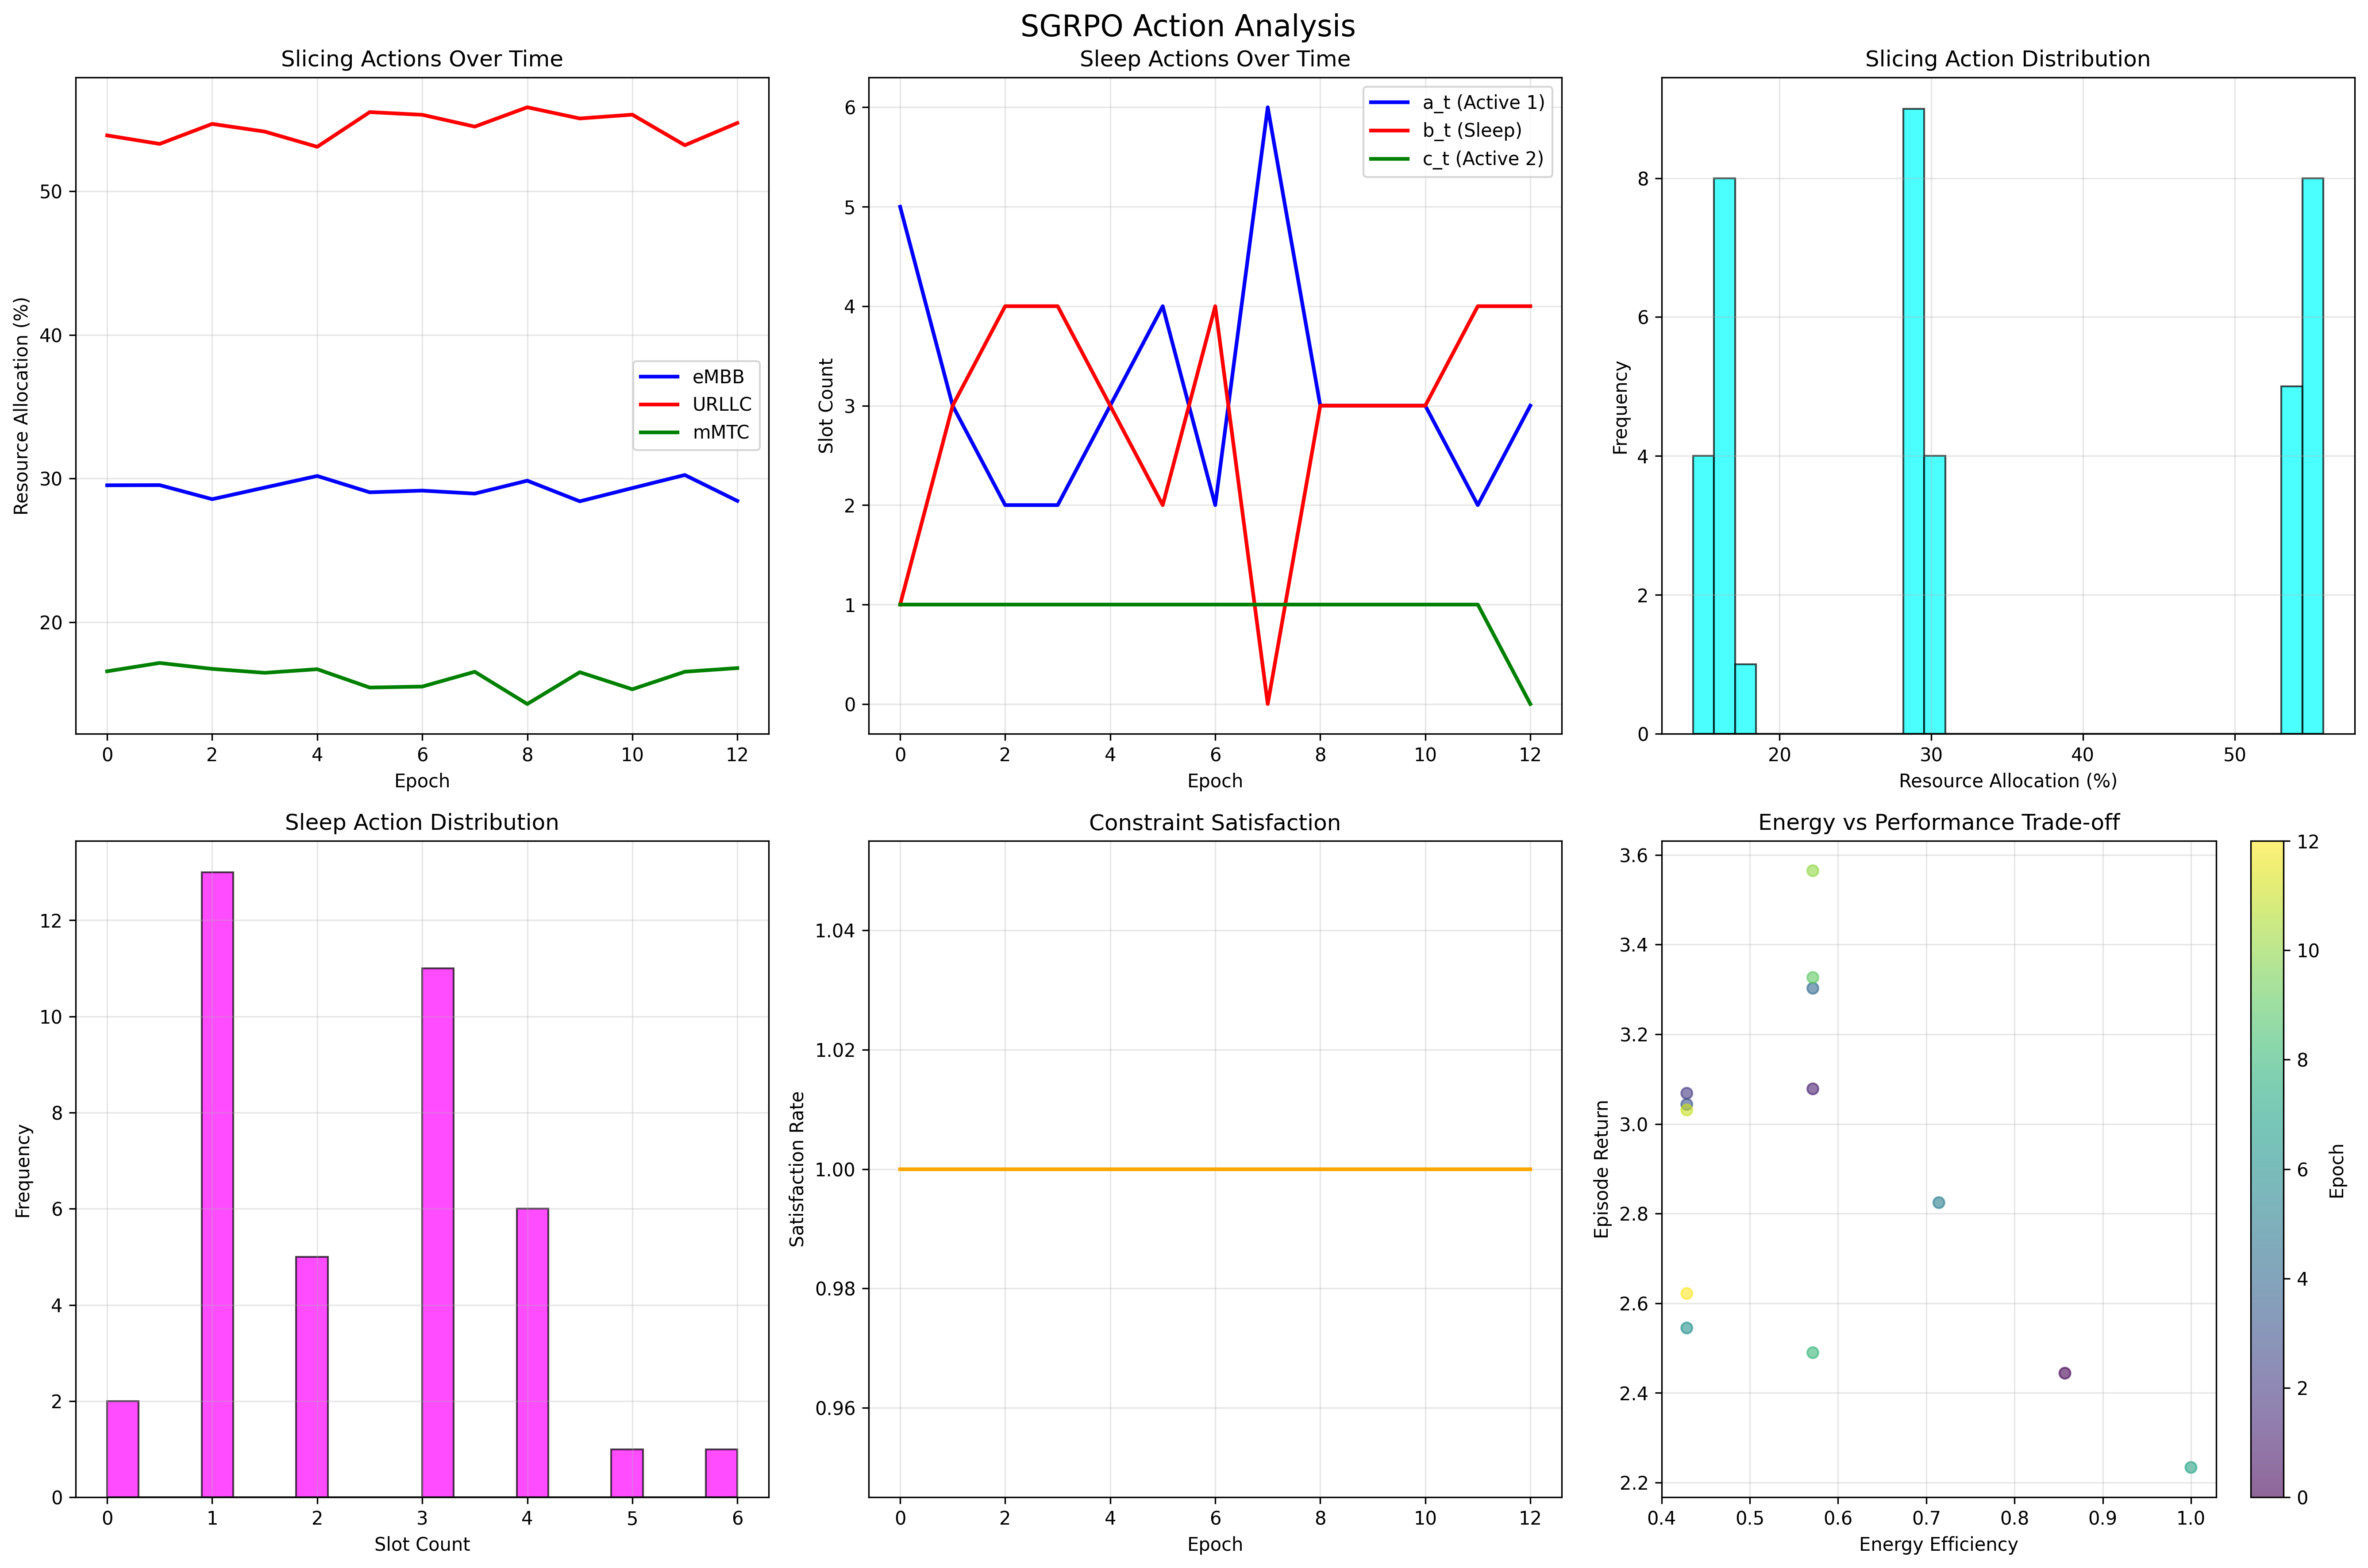 SGRPO Action Analysis
Slicing Actions Over Time
50
40
30
20
Resource Allocation (%)
eMBB
URLLC
mMTC
0 2 4 6 8 10 12
Epoch
Sleep Actions Over Time
6
5
4
3
2
1
0
Slot Count
a_t (Active 1)
b_t (Sleep)
c_t (Active 2)
0 2 4 6 8 10 12
Epoch
Slicing Action Distribution
8
6
4
2
0
Frequency
20 30 40 50
Resource Allocation (%)
Sleep Action Distribution
12
10
8
6
4
2
0
Frequency
0 1 2 3 4 5 6
Slot Count
Constraint Satisfaction
1.04
1.02
1.00
0.98
0.96
Satisfaction Rate
0 2 4 6 8 10 12
Epoch
Energy vs Performance Trade-off
3.6
3.4
3.2
3.0
2.8
2.6
2.4
2.2
Episode Return
0.4 0.5 0.6 0.7 0.8 0.9 1.0
Energy Efficiency
12
10
8
6
4
2
0
Epoch